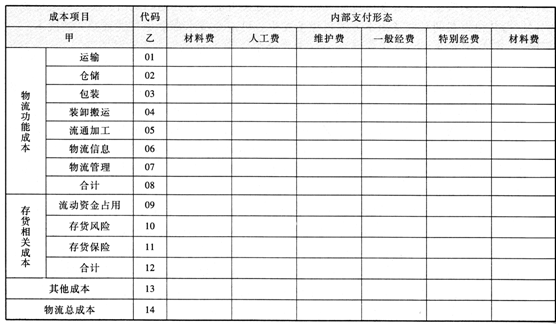 成本项目 代码 内部支付形态
甲 乙 材料费 人工费 维护费 一般经费 特别经费 材料费
物流功能成本
运输 01
仓储 02
包装 03
装卸搬运 04
流通加工 05
物流信息 06
物流管理 07
合计 08
存货相关成本
流动资金占用 09
存货风险 10
存货保险 11
合计 12
其他成本 13
物流总成本 14